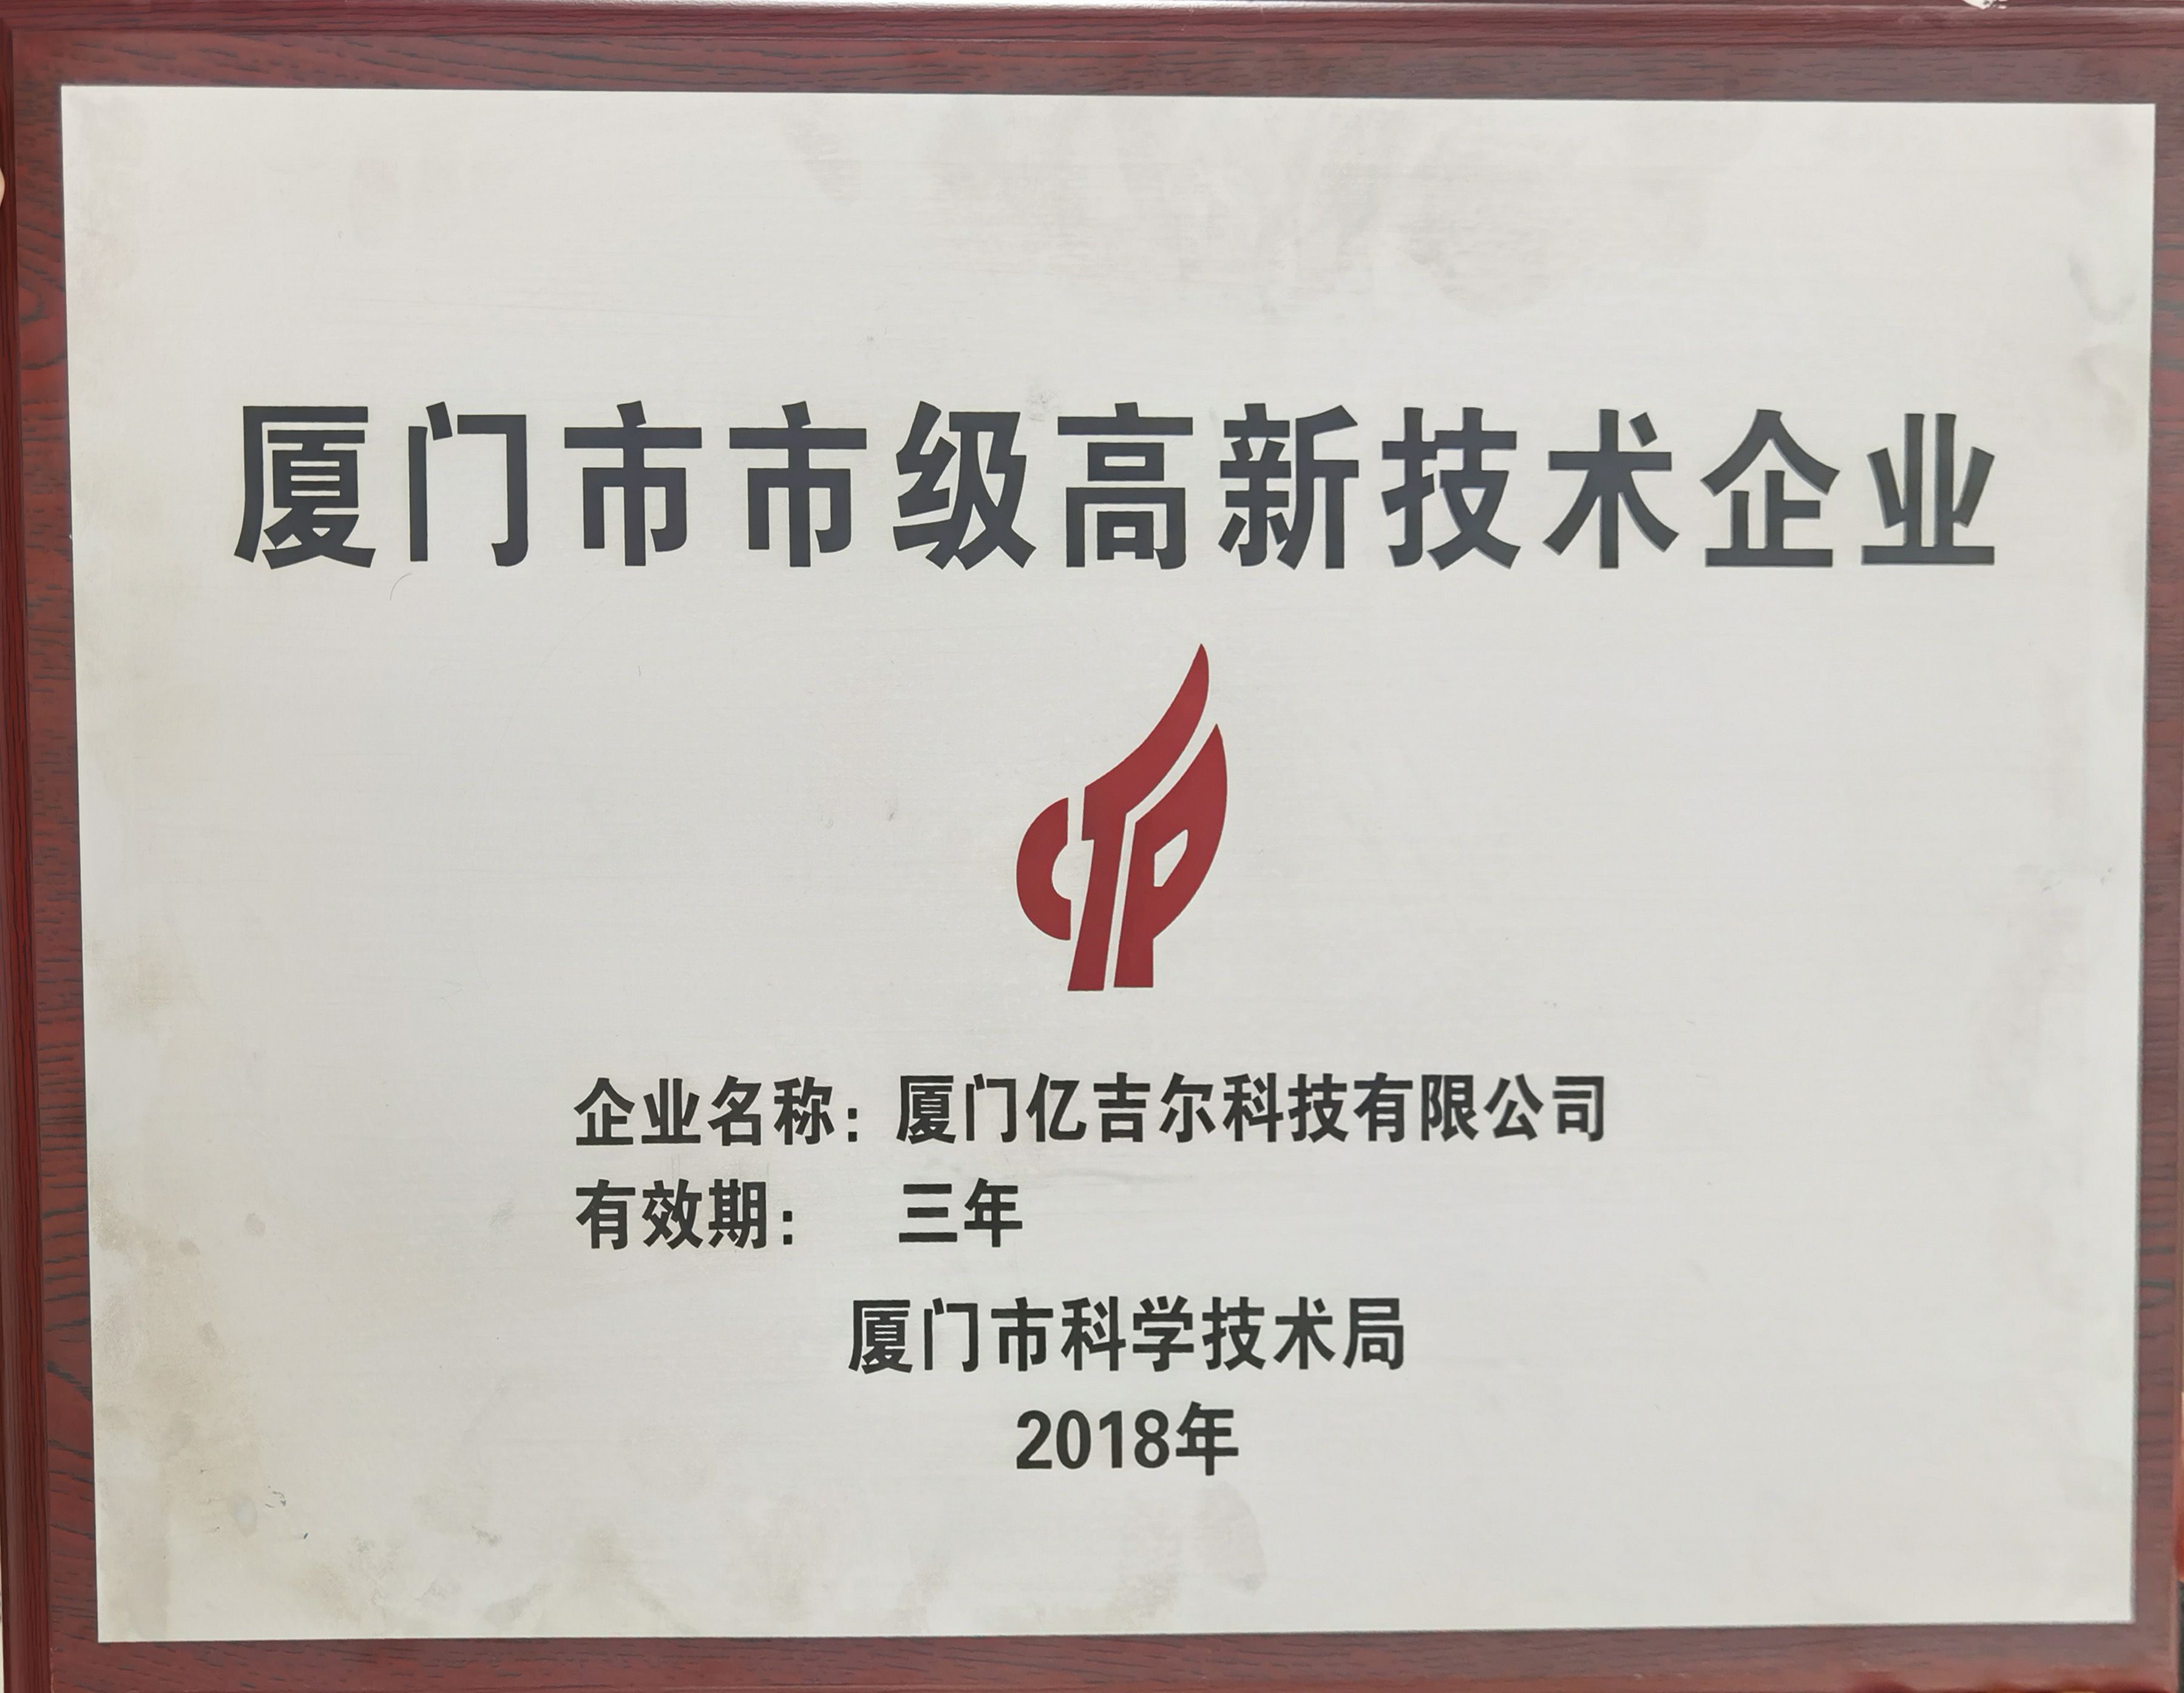 厦门市市级高新技术企业
CTP
企业名称：厦门亿吉尔科技有限公司
有效期： 三年
厦门市科学技术局
2018年